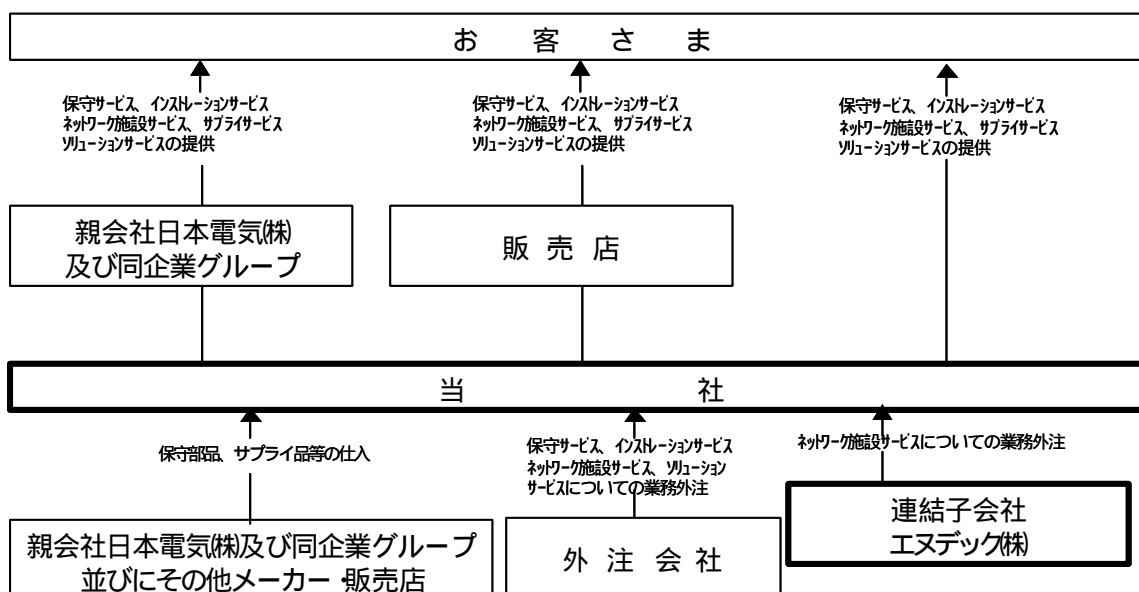 お 客 さ ま
保守サービス、インストレーションサービス
ネットワーク施設サービス、サプライサービス
ソリューションサービスの提供
保守サービス、インストレーションサービス
ネットワーク施設サービス、サプライサービス
ソリューションサービスの提供
保守サービス、インストレーションサービス
ネットワーク施設サービス、サプライサービス
ソリューションサービスの提供
親会社日本電気㈱
及び同企業グループ
販 売 店
当 社
保守部品、サプライ品等の仕入
保守サービス、インストレーションサービス
ネットワーク施設サービス、ソリューション
サービスについての業務外注
ネットワーク施設サービスについての業務外注
親会社日本電気㈱及び同企業グループ
並びにその他メーカー・販売店
外 注 会 社
連結子会社
エヌデック㈱